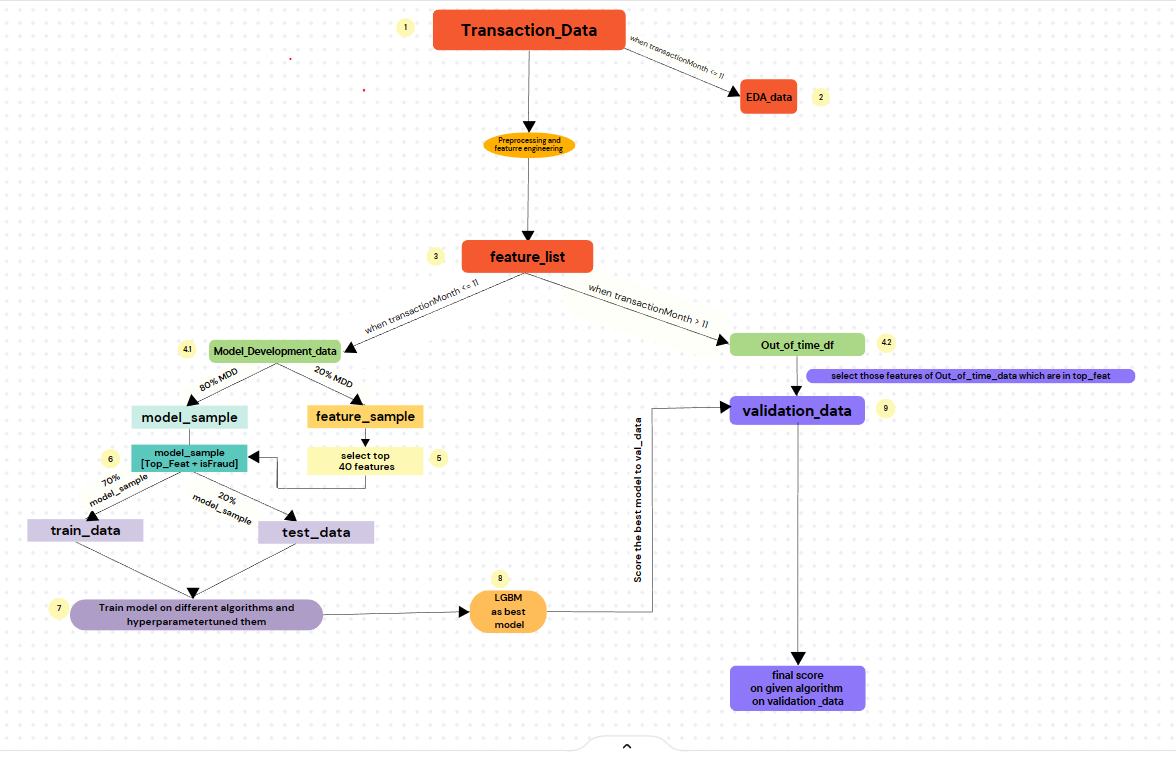 1
Transaction_Data
when transactionMonth <= 11
EDA_data
2
Preprocessing and
featurre engineering
3
feature_list
when transactionMonth <= 11
when transactionMonth > 11
4.1
Model_Development_data
Out_of_time_df
4.2
80% MDD
20% MDD
select those features of Out_of_time_data which are in top_feat
model_sample
feature_sample
validation_data
9
6
model_sample
[Top_Feat + isFraud]
select top
40 features
5
70%
model_sample
20%
model_sample
Score the best model to val_data
train_data
test_data
7
Train model on different algorithms and
hyperparametertuned them
8
LGBM
as best
model
final score
on given algorithm
on validation _data